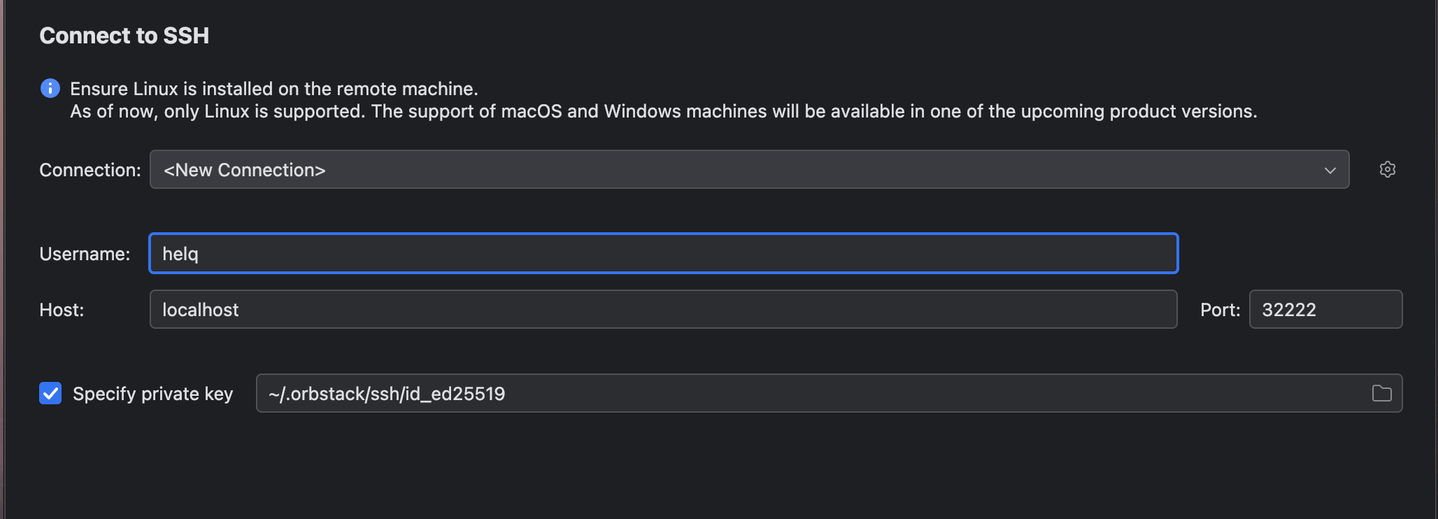 Connect to SSH
Ensure Linux is installed on the remote machine.
As of now, only Linux is supported. The support of macOS and Windows machines will be available in one of the upcoming product versions.
Connection: <New Connection>
Username: helq
Host: localhost Port: 32222
Specify private key ~/.orbstack/ssh/id_ed25519